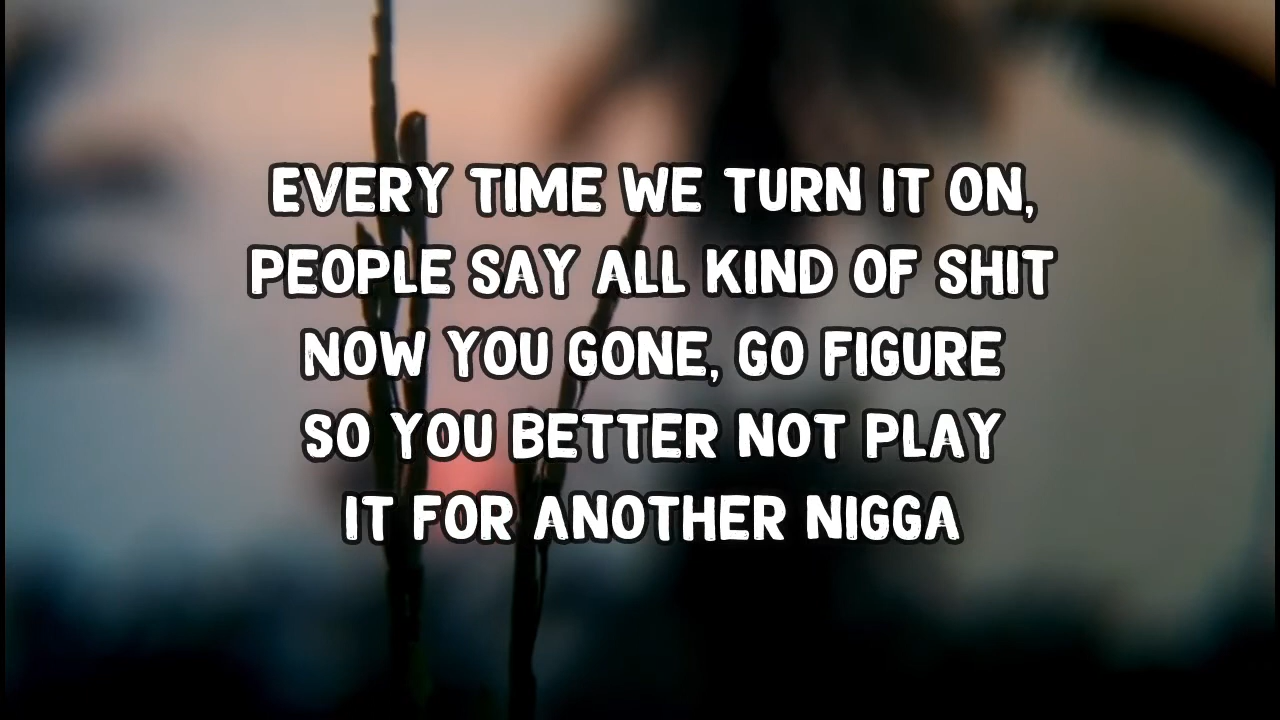 EVERY TIME WE TURN IT ON,
PEOPLE SAY ALL KIND OF SHIT
NOW YOU GONE, GO FIGURE
SO YOU BETTER NOT PLAY
IT FOR ANOTHER NIGGA